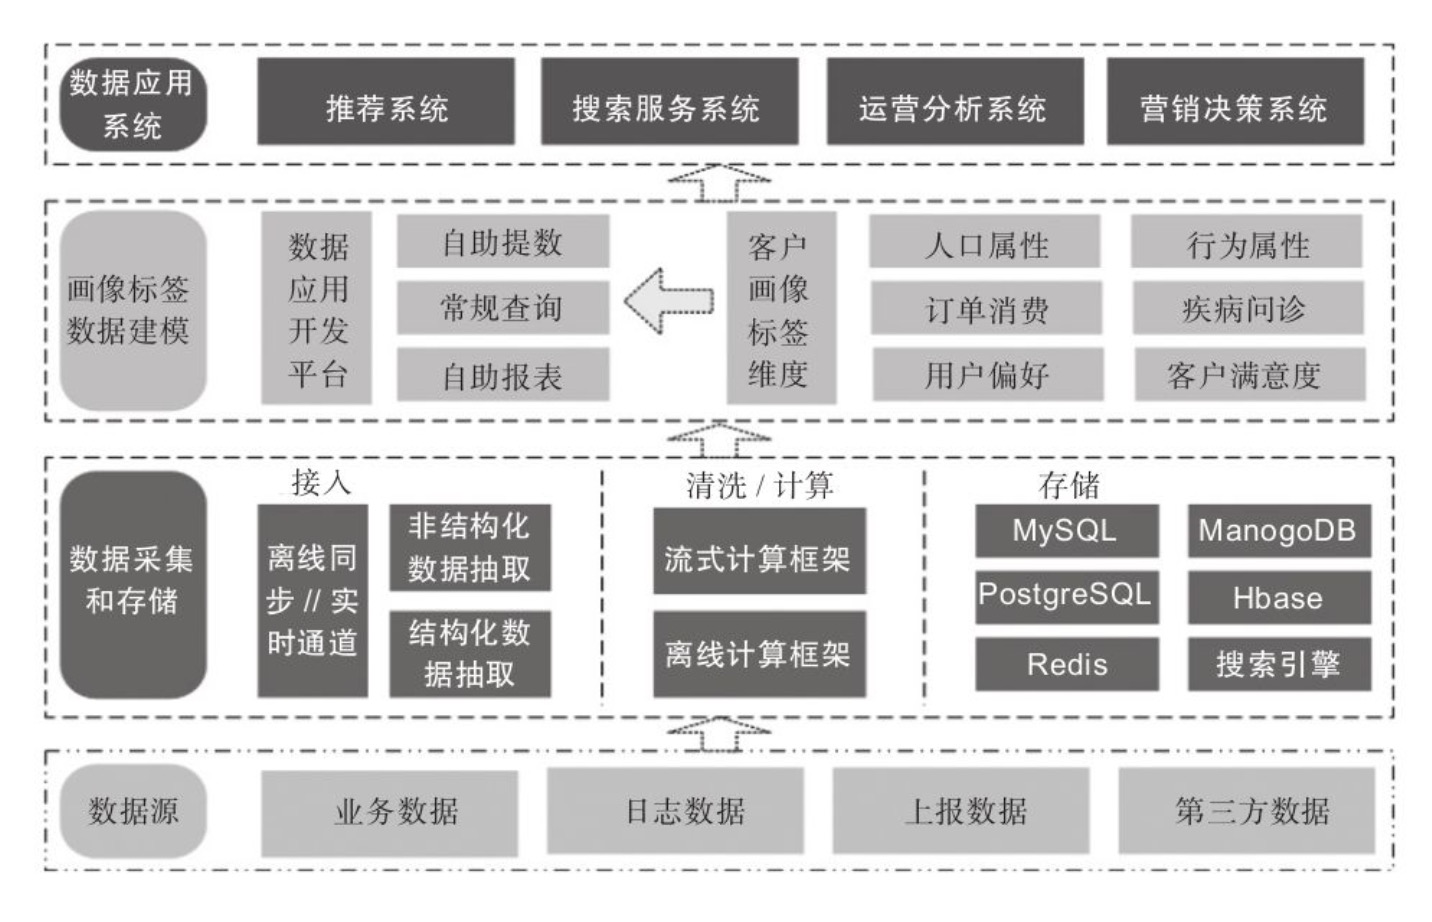 数据应用
系统
推荐系统
搜索服务系统
运营分析系统
营销决策系统
画像标签
数据建模
数据
应用
开发
平台
自助提数
常规查询
自助报表
客户
画像
标签
维度
人口属性
行为属性
订单消费
疾病问诊
用户偏好
客户满意度
数据采集
和存储
接入
离线同
步 // 实
时通道
非结构化
数据抽取
结构化数
据抽取
清洗 / 计算
流式计算框架
离线计算框架
存储
MySQL
ManogoDB
PostgreSQL
Hbase
Redis
搜索引擎
数据源
业务数据
日志数据
上报数据
第三方数据